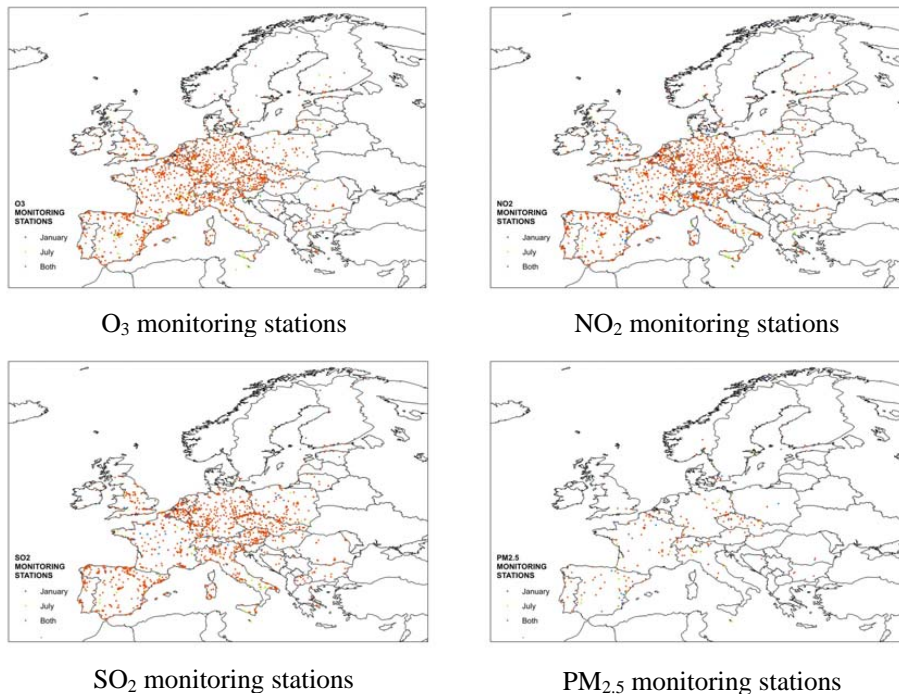 O3
MONITORING
STATIONS
January
July
Both
O₃ monitoring stations
NO2
MONITORING
STATIONS
January
July
Both
NO₂ monitoring stations
SO2
MONITORING
STATIONS
January
July
Both
SO₂ monitoring stations
PM2.5
MONITORING
STATIONS
January
July
Both
PM₂.₅ monitoring stations